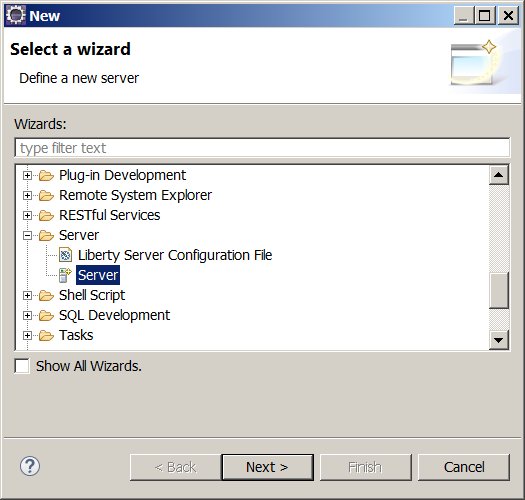 New
Select a wizard
Define a new server
Wizards:
type filter text
Plug-in Development
Remote System Explorer
RESTful Services
Server
Liberty Server Configuration File
Server
Shell Script
SQL Development
Tasks
Show All Wizards.
? < Back Next > Finish Cancel